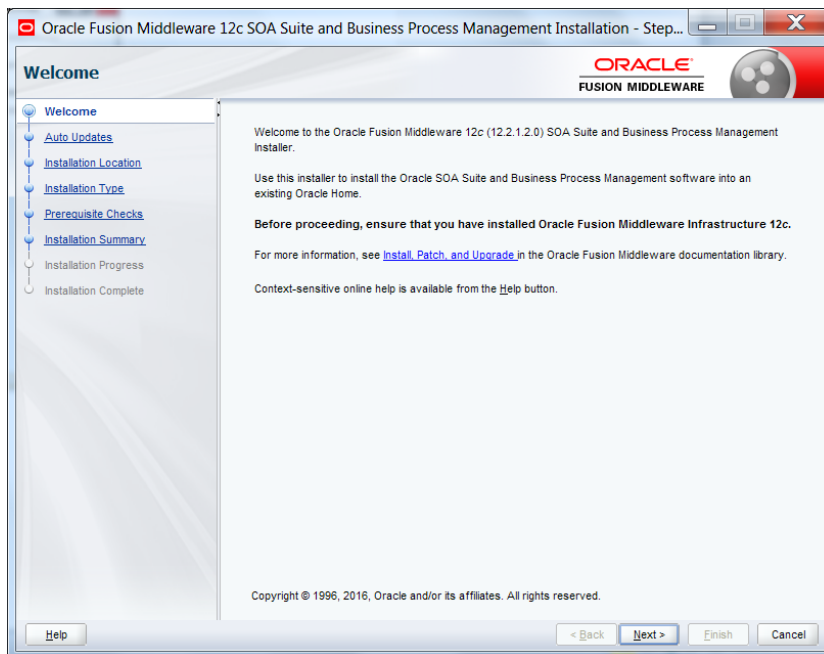 Oracle Fusion Middleware 12c SOA Suite and Business Process Management Installation - Step...
Welcome
ORACLE
FUSION MIDDLEWARE
Welcome
Auto Updates
Installation Location
Installation Type
Prerequisite Checks
Installation Summary
Installation Progress
Installation Complete
Welcome to the Oracle Fusion Middleware 12c (12.2.1.2.0) SOA Suite and Business Process Management
Installer.
Use this installer to install the Oracle SOA Suite and Business Process Management software into an
existing Oracle Home.
Before proceeding, ensure that you have installed Oracle Fusion Middleware Infrastructure 12c.
For more information, see Install, Patch, and Upgrade in the Oracle Fusion Middleware documentation library.
Context-sensitive online help is available from the Help button.
Copyright © 1996, 2016, Oracle and/or its affiliates. All rights reserved.
Help
< Back
Next >
Finish
Cancel